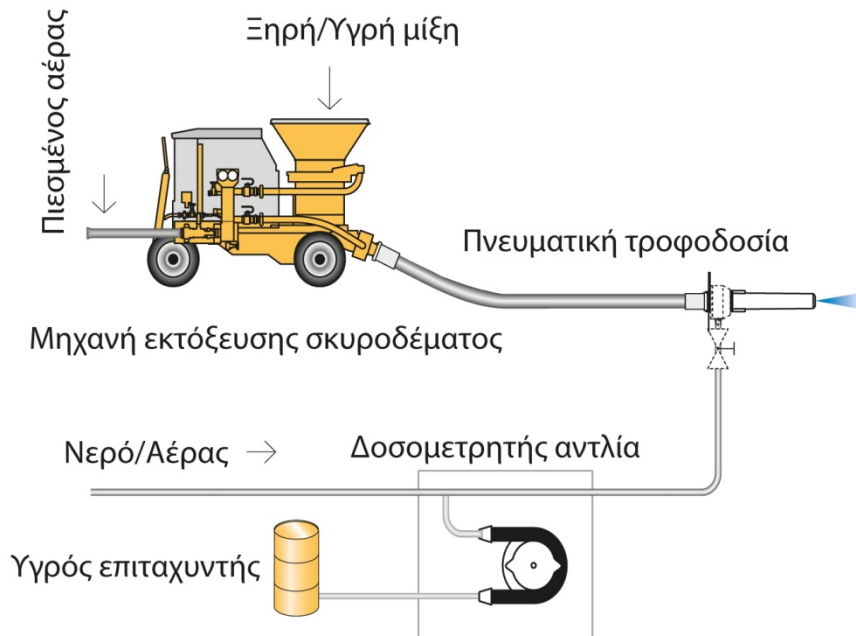 Ξηρή/Υγρή μίξη
Πιεσμένος αέρας
Πνευματική τροφοδοσία
Μηχανή εκτόξευσης σκυροδέματος
Νερό/Αέρας
Δοσομετρητής αντλία
Υγρός επιταχυντής